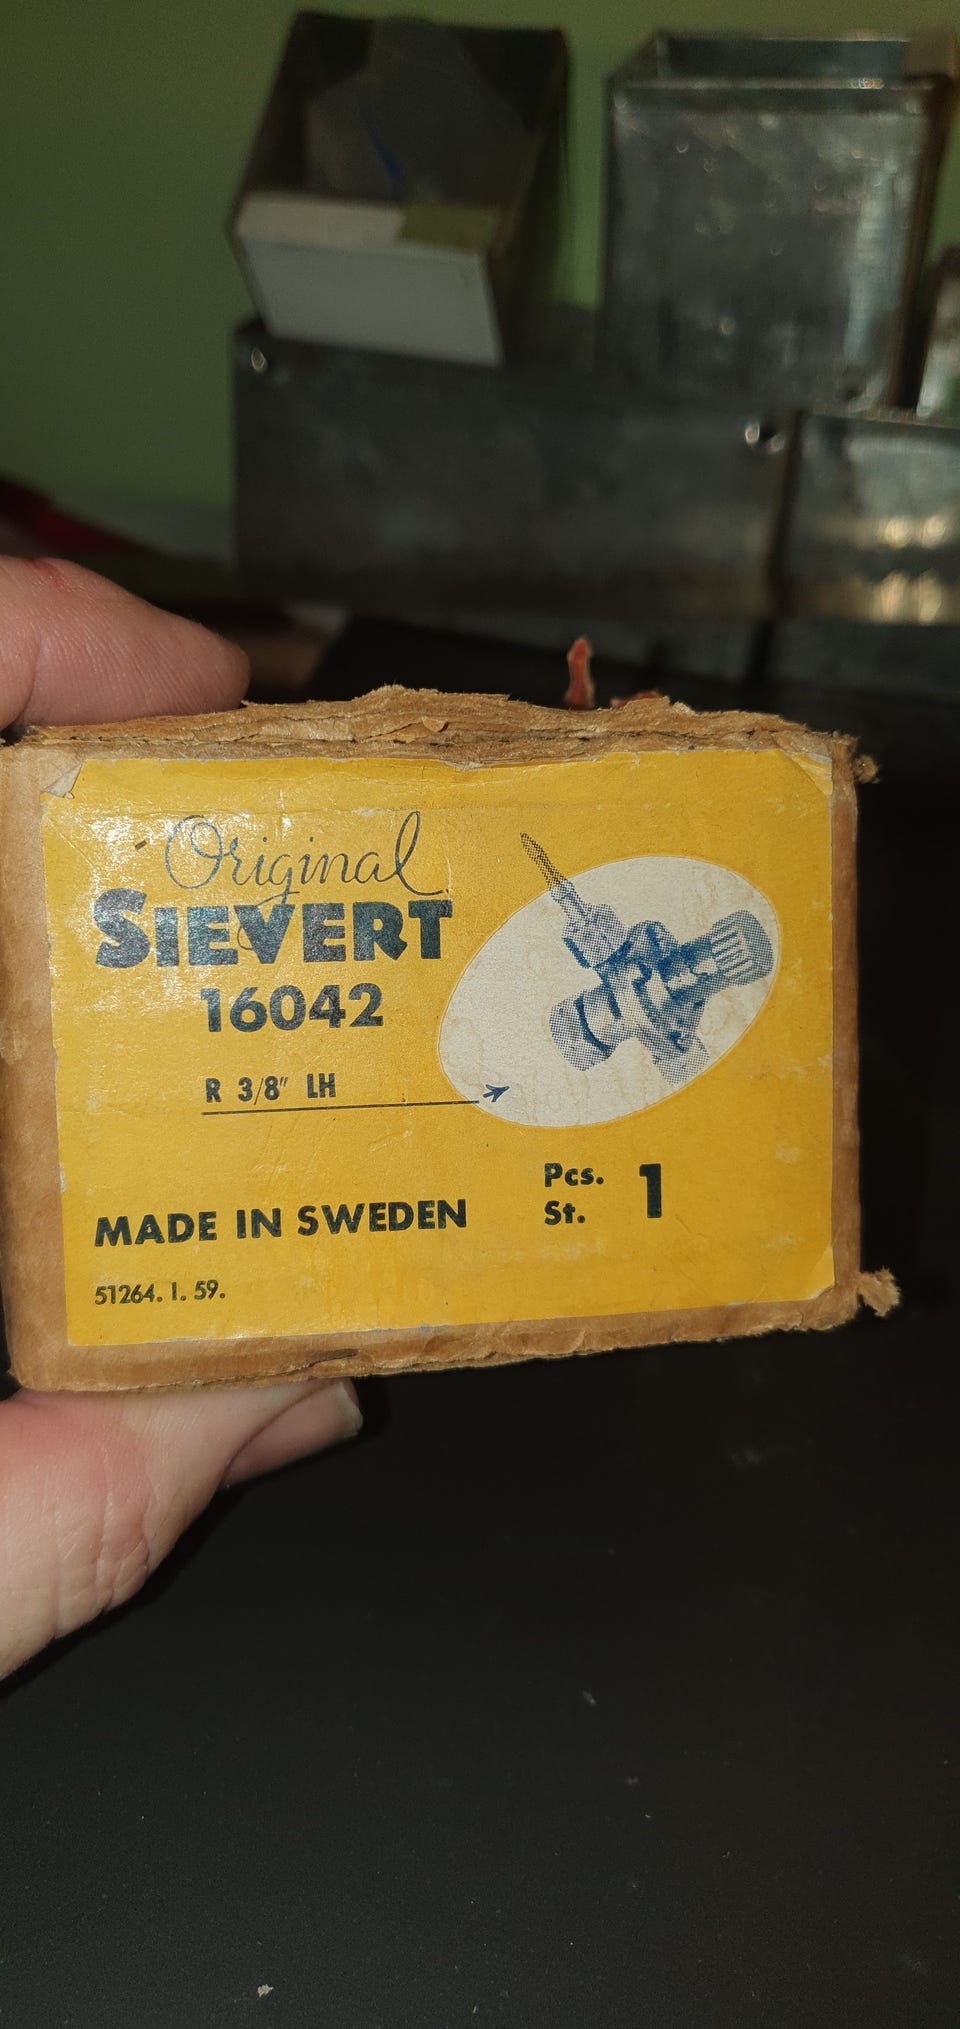 Original
SIEVERT
16042
R 3/8" LH
Pcs.
St. 1
MADE IN SWEDEN
51264. I. 59.